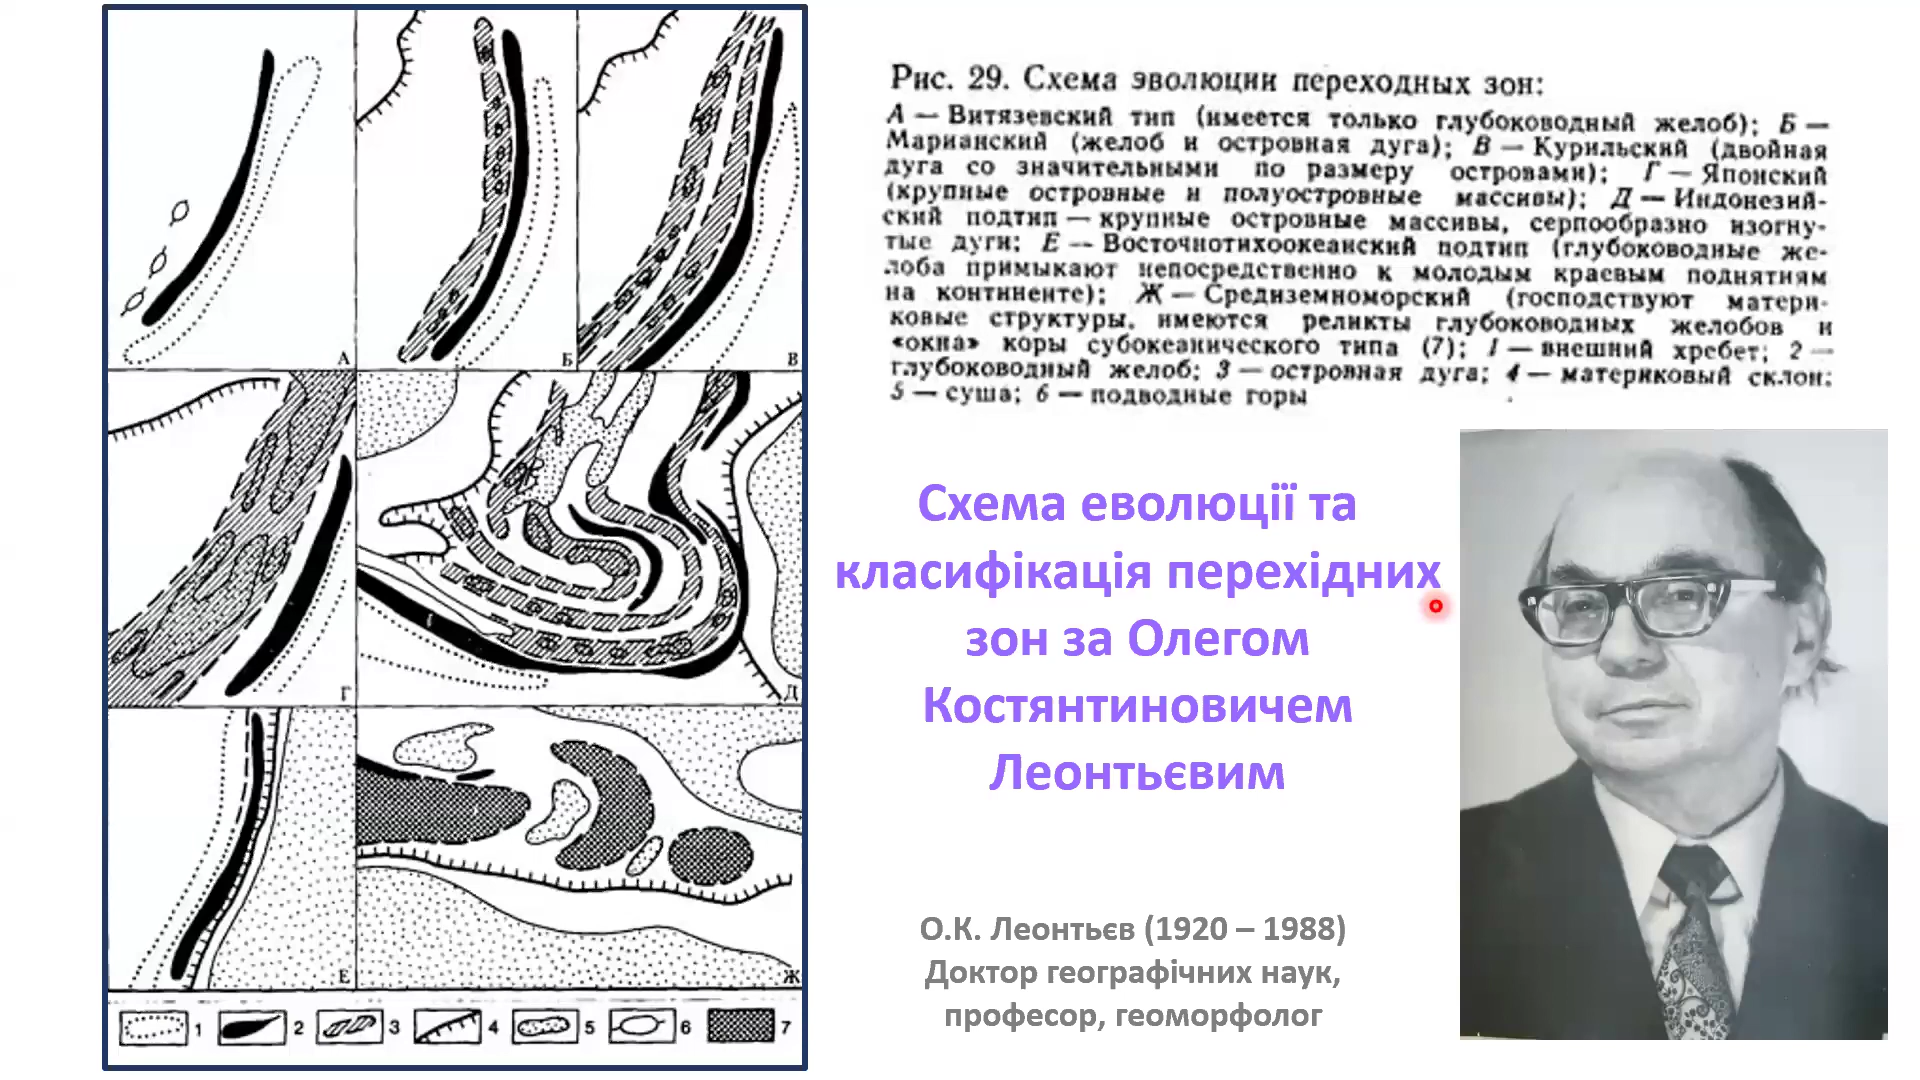 А
Б
В
Г
Д
Е
Ж
1
2
3
4
5
6
7
Рис. 29. Схема эволюции переходных зон:
А — Витязевский тип (имеется только глубоководный желоб); Б —
Марианский (желоб и островная дуга); В — Курильский (двойная
дуга со значительными по размеру островами); Г — Японский
(крупные островные и полуостровные массивы); Д — Индонезий-
ский подтип — крупные островные массивы, серпообразно изогну-
тые дуги; Е — Восточнотихоокеанский подтип (глубоководные же-
лоба примыкают непосредственно к молодым краевым поднятиям
на континенте); Ж — Средиземноморский (господствуют матери-
ковые структуры, имеются реликты глубоководных желобов и
«окна» коры субокеанического типа (7); 1 — внешний хребет; 2 —
глубоководный желоб; 3 — островная дуга; 4 — материковый склон;
5 — суша; 6 — подводные горы
Схема еволюції та
класифікація перехідних
зон за Олегом
Костянтиновичем
Леонтьєвим
О.К. Леонтьєв (1920 – 1988)
Доктор географічних наук,
професор, геоморфолог